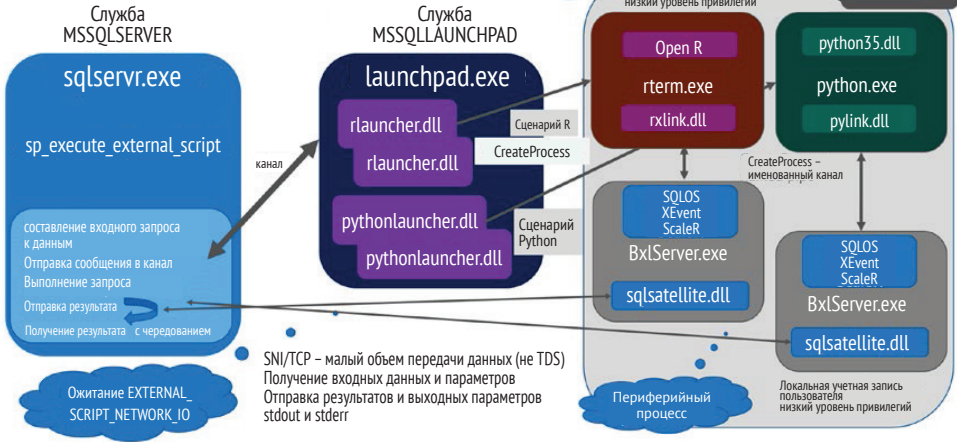 Служба
MSSQLSERVER
sqlservr.exe
sp_execute_external_script
составление входного запроса
к данным
Отправка сообщения в канал
Выполнение запроса
Отправка результата
Получение результата с чередованием
Ожитание EXTERNAL_
SCRIPT_NETWORK_IO
канал
Служба
MSSQLLAUNCHPAD
launchpad.exe
rlauncher.dll
rlauncher.dll
pythonlauncher.dll
pythonlauncher.dll
Сценарий R
CreateProcess
Сценарий
Python
SNI/TCP – малый объем передачи данных (не TDS)
Получение входных данных и параметров
Отправка результатов и выходных параметров
stdout и stderr
низкий уровень привилегий
Open R
rterm.exe
rxlink.dll
python35.dll
python.exe
pylink.dll
CreateProcess –
именованный канал
SQLOS
XEvent
ScaleR
BxlServer.exe
sqlsatellite.dll
SQLOS
XEvent
ScaleR
BxlServer.exe
sqlsatellite.dll
Периферийный
процесс
Локальная учетная запись
пользователя
низкий уровень привилегий